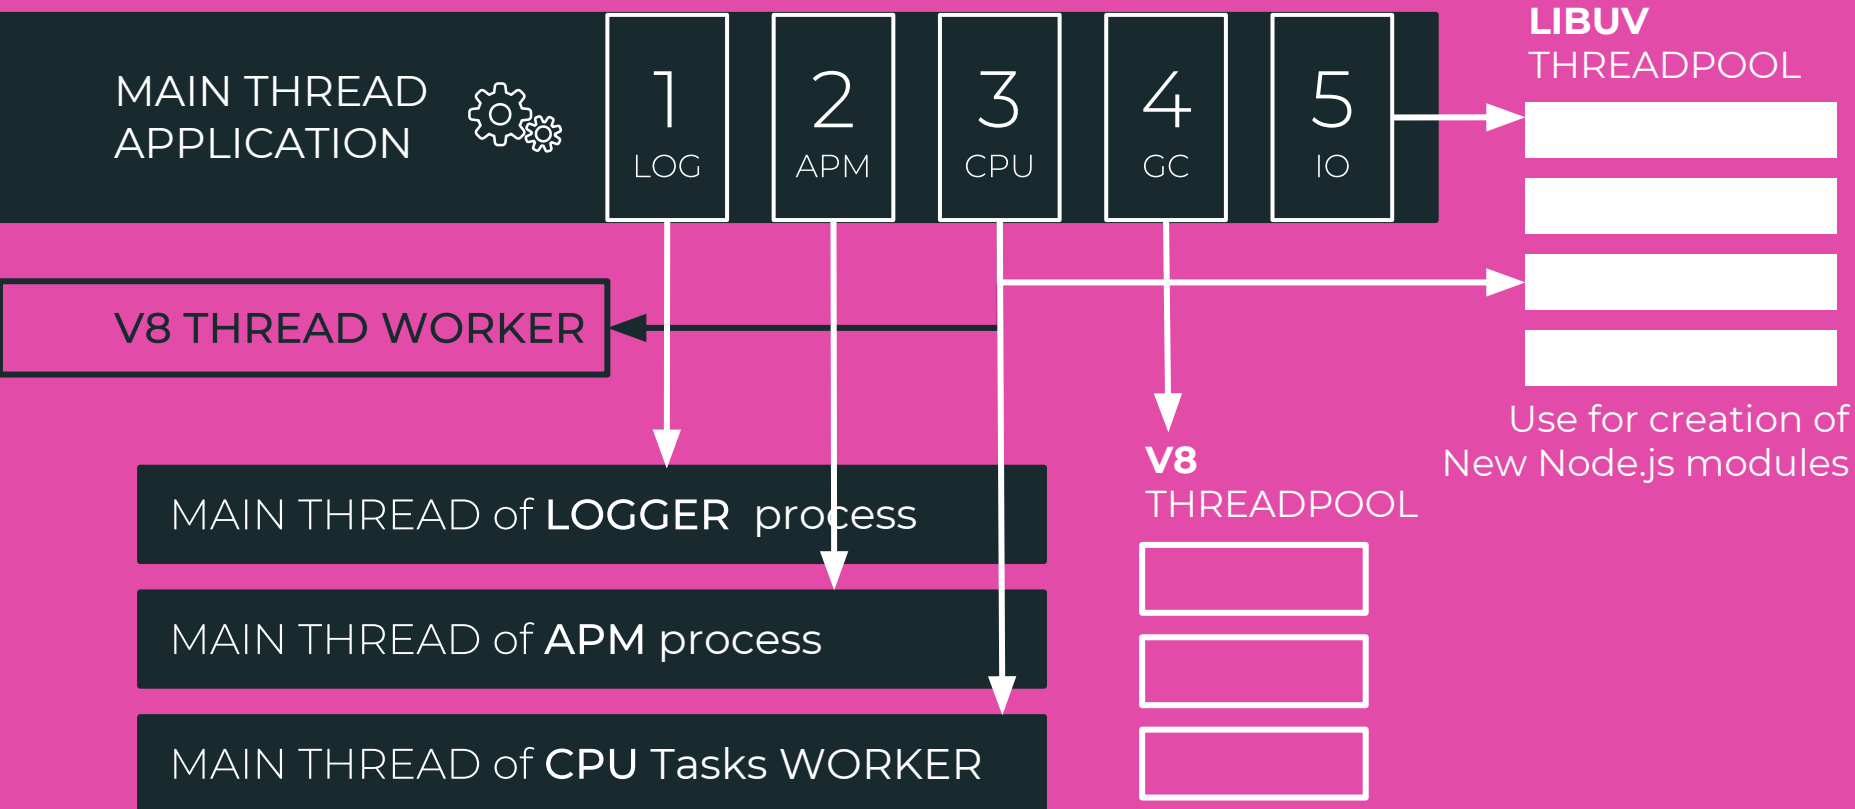 MAIN THREAD
APPLICATION
1
LOG
2
APM
3
CPU
4
GC
5
IO
LIBUV
THREADPOOL
Use for creation of
New Node.js modules
V8 THREAD WORKER
MAIN THREAD of LOGGER process
MAIN THREAD of APM process
MAIN THREAD of CPU Tasks WORKER
V8
THREADPOOL